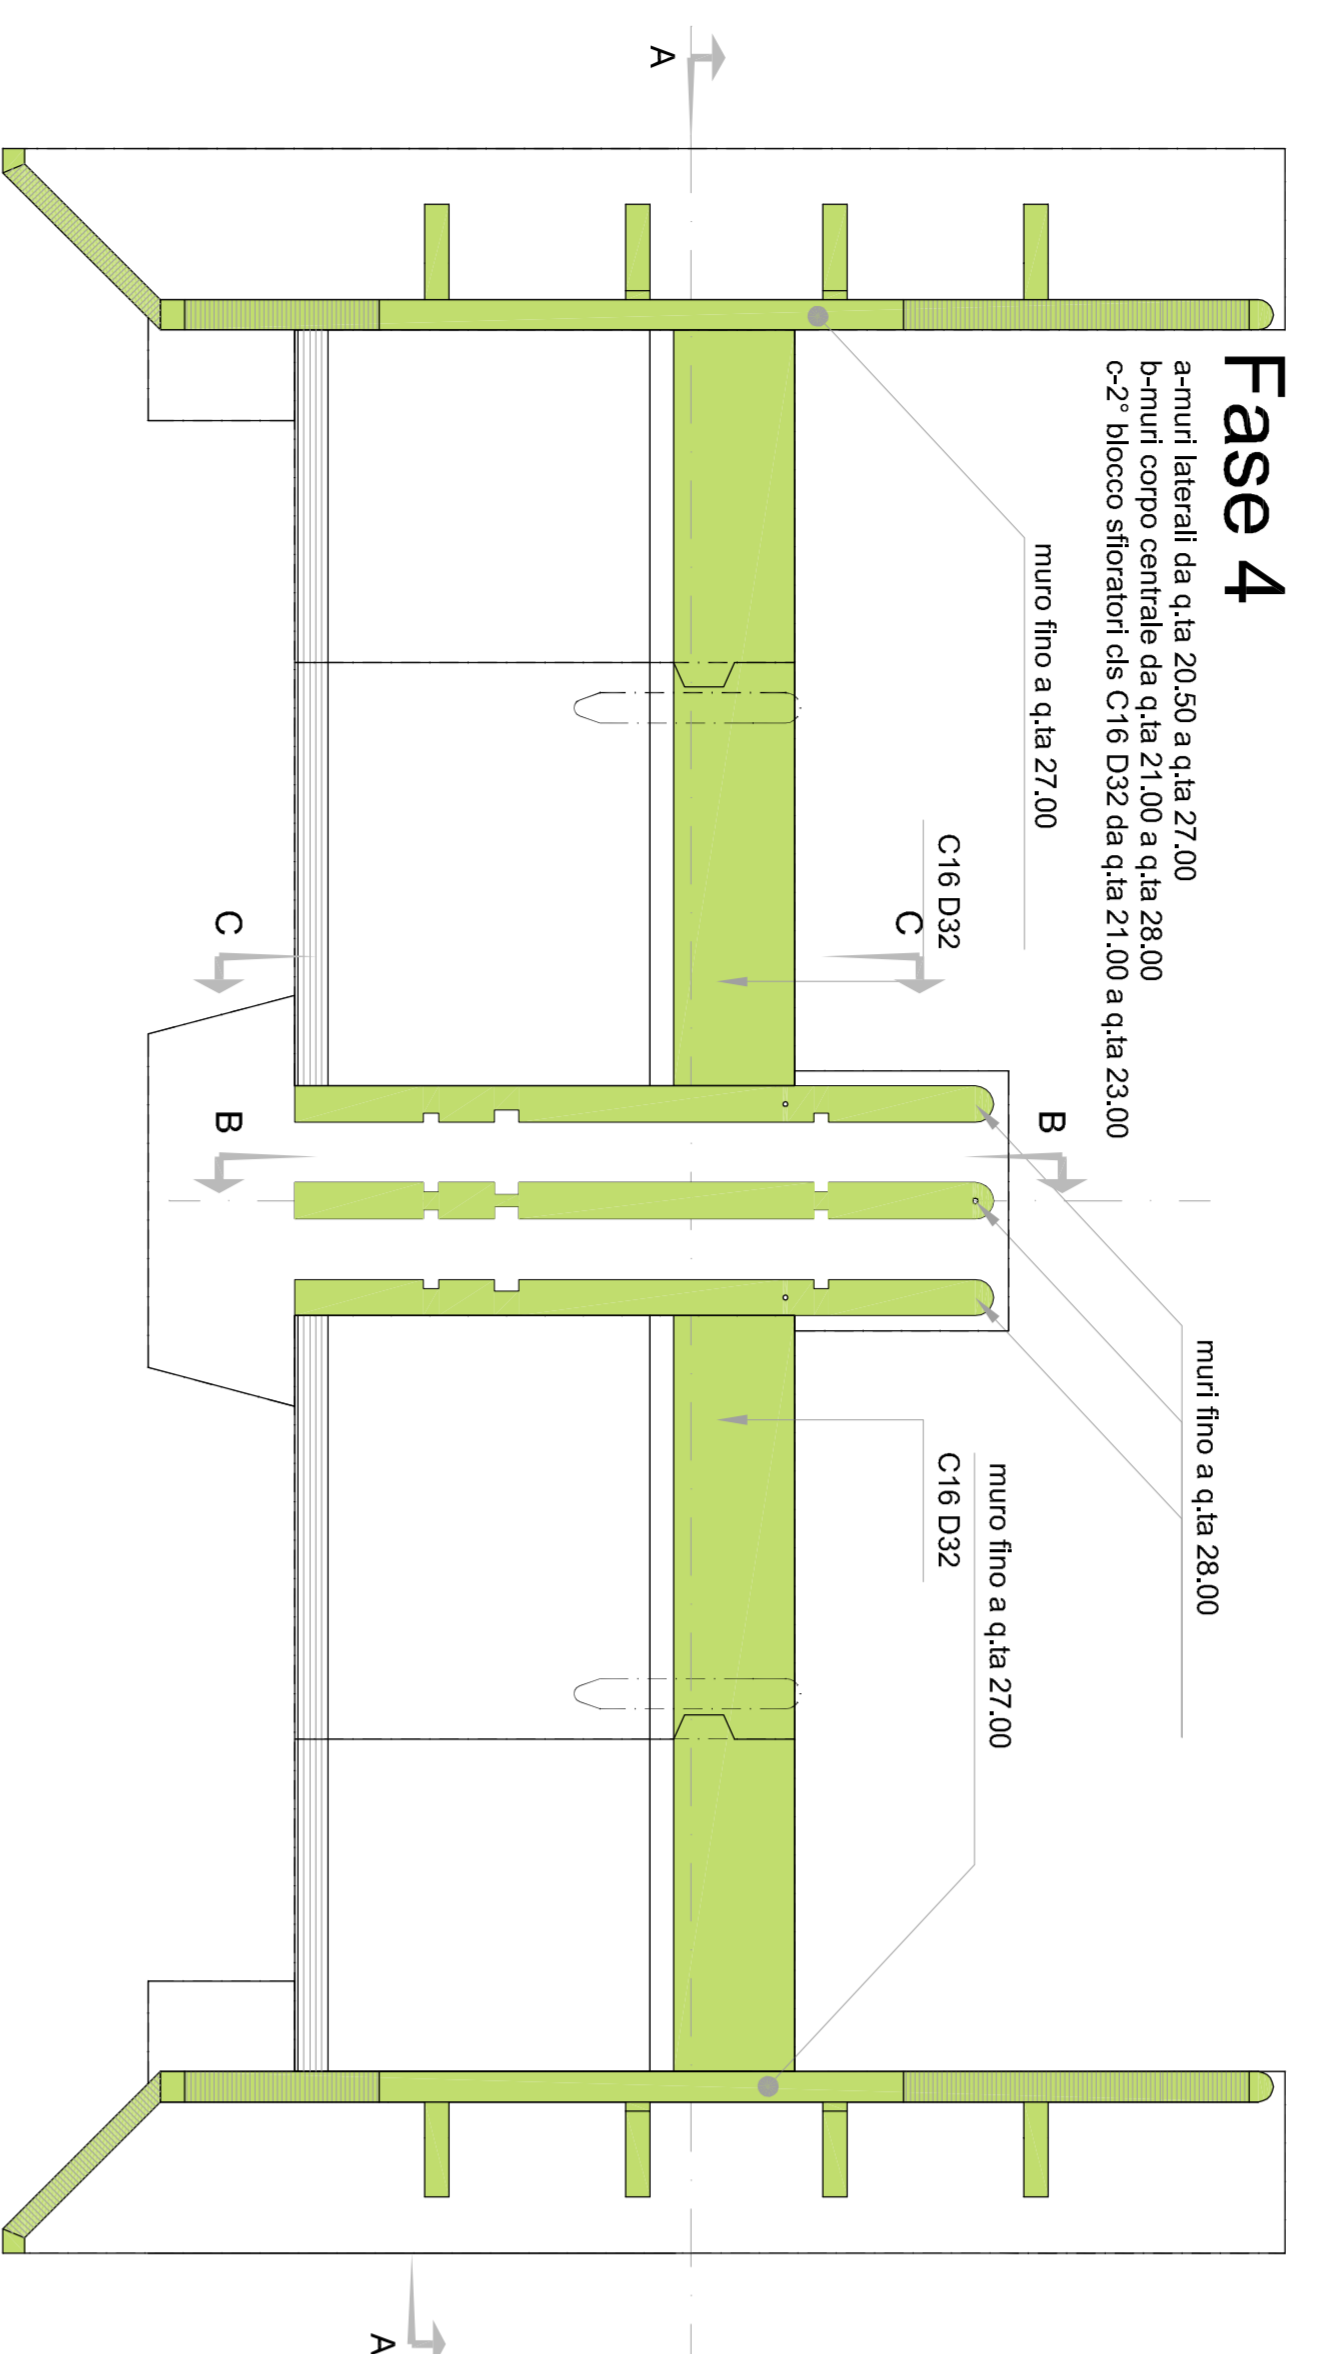 Fase 4
a-muri laterali da q.ta 20.50 a q.ta 27.00
b-muri corpo centrale da q.ta 21.00 a q.ta 28.00
c-2° blocco sfioratori cls C16 D32 da q.ta 21.00 a q.ta 23.00
muri fino a q.ta 28.00
muro fino a q.ta 27.00
muro fino a q.ta 27.00
C16 D32
C16 D32
B
C
A
A
C
B